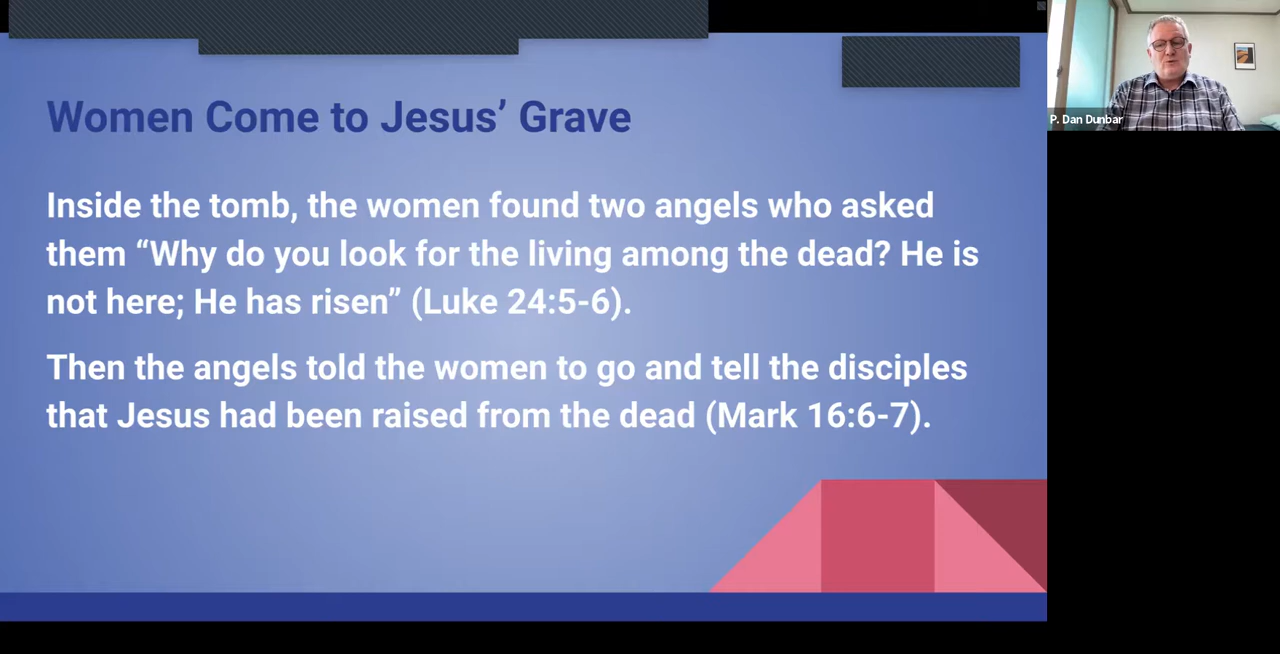 Women Come to Jesus’ Grave
Inside the tomb, the women found two angels who asked
them “Why do you look for the living among the dead? He is
not here; He has risen” (Luke 24:5-6).
Then the angels told the women to go and tell the disciples
that Jesus had been raised from the dead (Mark 16:6-7).
P. Dan Dunbar